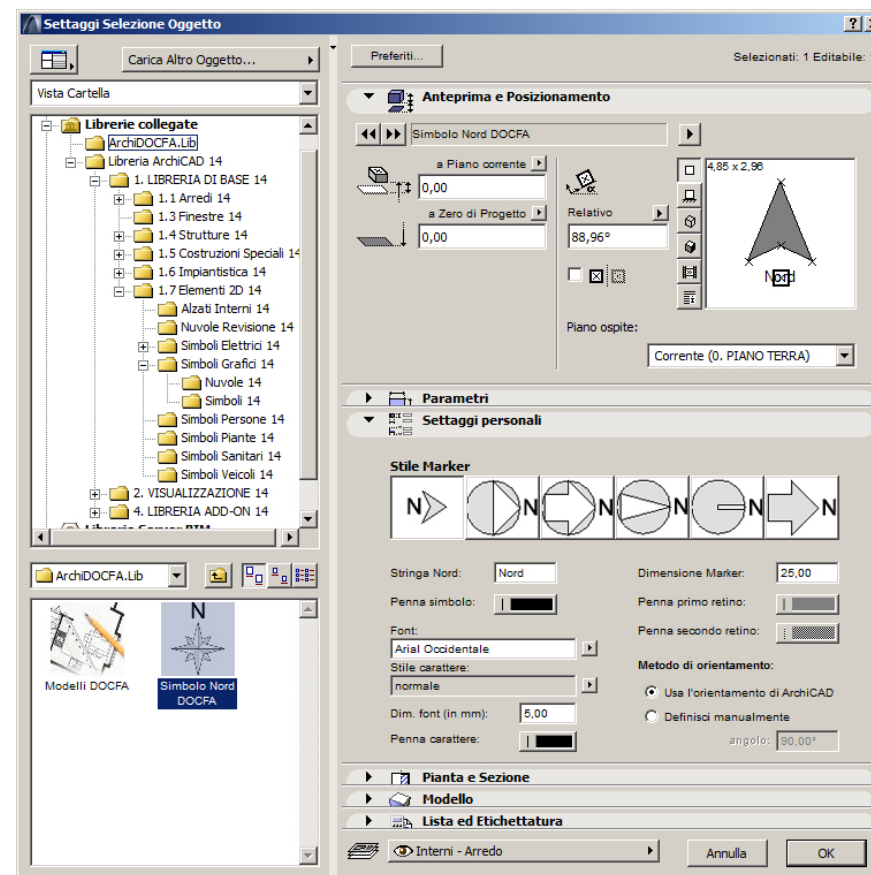 Settaggi Selezione Oggetto
Carica Altro Oggetto...
Vista Cartella
Librerie collegate
ArchiDOCFA.Lib
Libreria ArchiCAD 14
1. LIBRERIA DI BASE 14
1.1 Arredi 14
1.3 Finestre 14
1.4 Strutture 14
1.5 Costruzioni Speciali 14
1.6 Impiantistica 14
1.7 Elementi 2D 14
Alzati Interni 14
Nuvole Revisione 14
Simboli Elettrici 14
Simboli Grafici 14
Nuvole 14
Simboli 14
Simboli Persone 14
Simboli Piante 14
Simboli Sanitari 14
Simboli Veicoli 14
2. VISUALIZZAZIONE 14
4. LIBRERIA ADD-ON 14
ArchiDOCFA.Lib
N
Modelli DOCFA
Simbolo Nord
DOCFA
Preferiti...
Selezionati: 1 Editabile:
Anteprima e Posizionamento
Simbolo Nord DOCFA
a Piano corrente
0,00
a Zero di Progetto
0,00
Relativo
88,96°
4,85 x 2,96
Nord
Piano ospite:
Corrente (0. PIANO TERRA)
Parametri
Settaggi personali
Stile Marker
N N N N N N
Stringa Nord: Nord
Dimensione Marker: 25,00
Penna simbolo:
Penna primo retino:
Font:
Penna secondo retino:
Arial Occidentale
Stile carattere:
Metodo di orientamento:
normale
Usa l'orientamento di ArchiCAD
Dim. font (in mm): 5,00
Definisci manualmente
Penna carattere:
angolo: 90,00°
Pianta e Sezione
Modello
Lista ed Etichettatura
Interni - Arredo
Annulla
OK